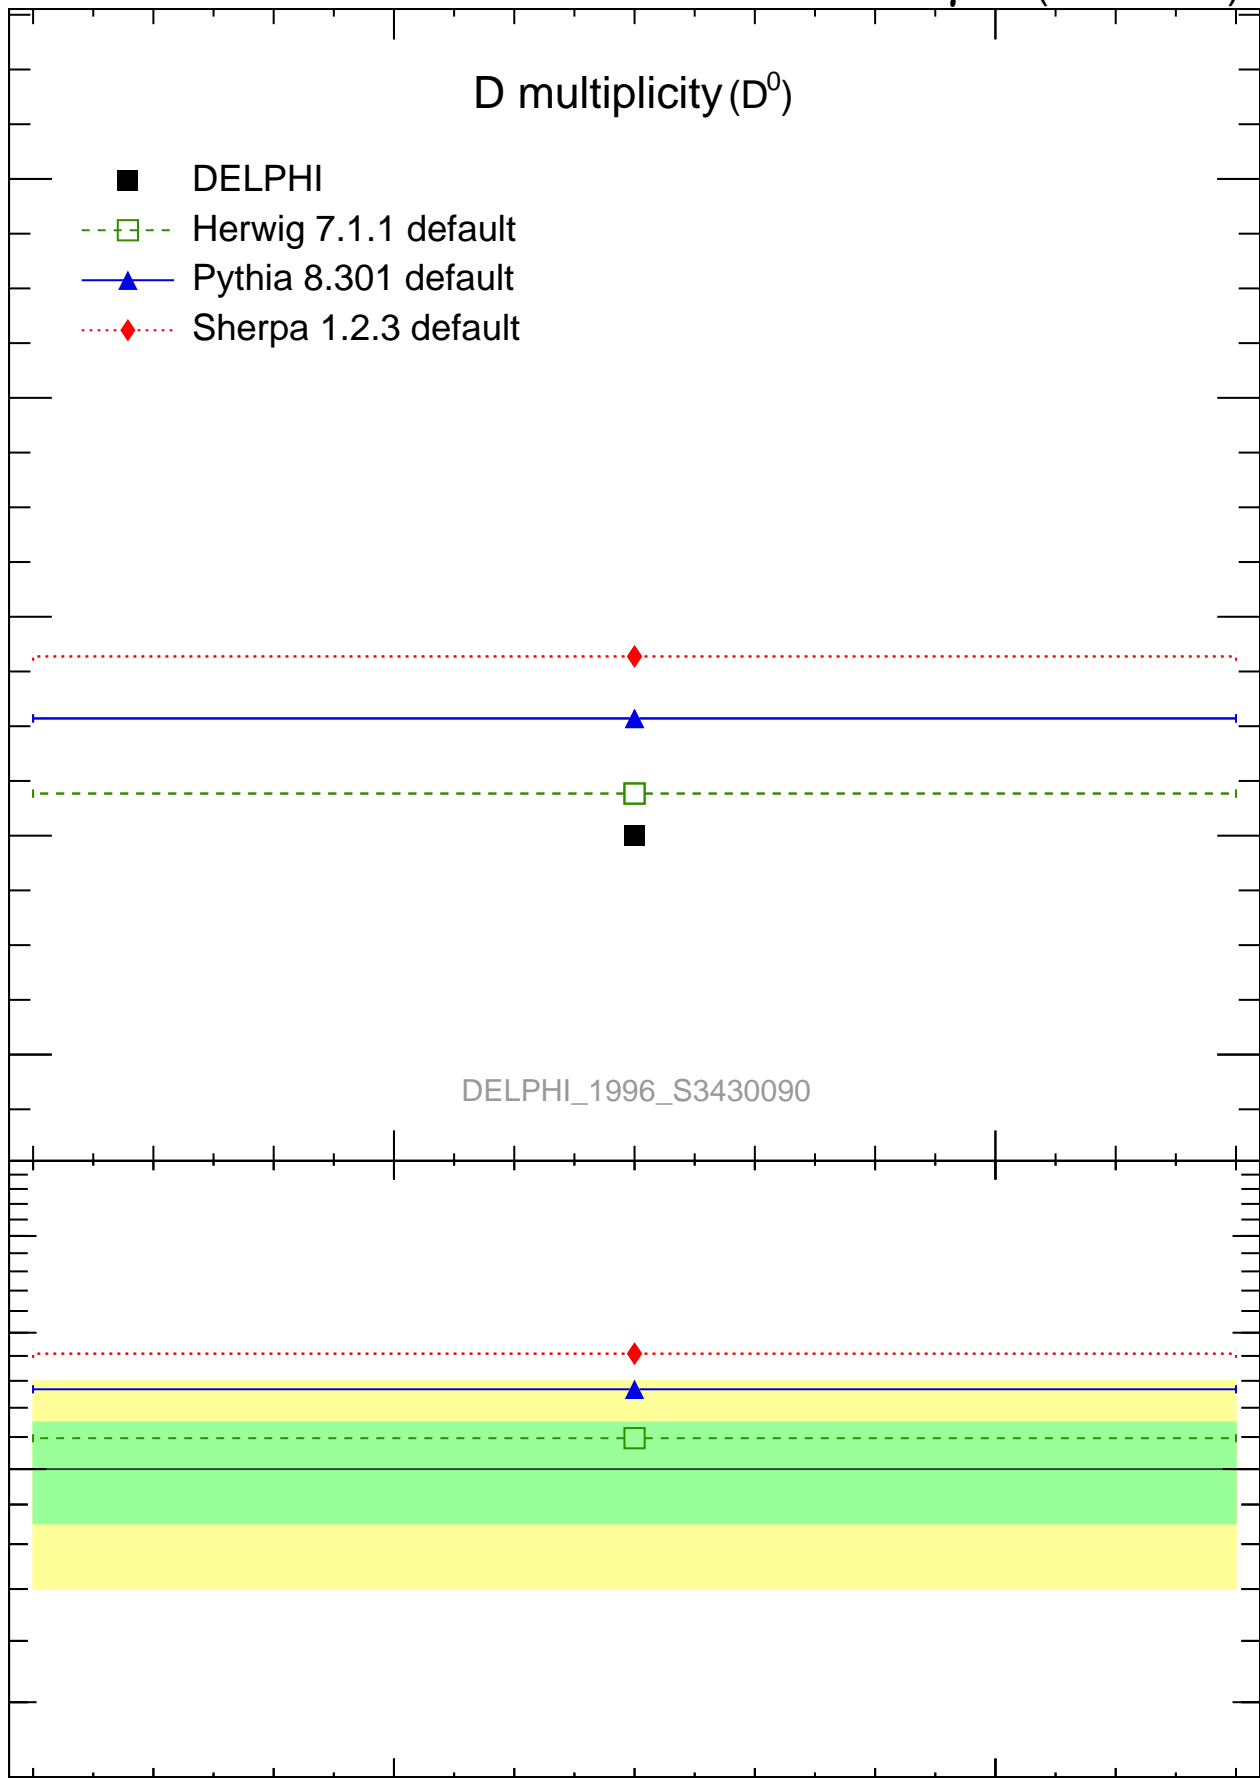 D multiplicity (D⁰)
DELPHI
Herwig 7.1.1 default
Pythia 8.301 default
Sherpa 1.2.3 default
DELPHI_1996_S3430090